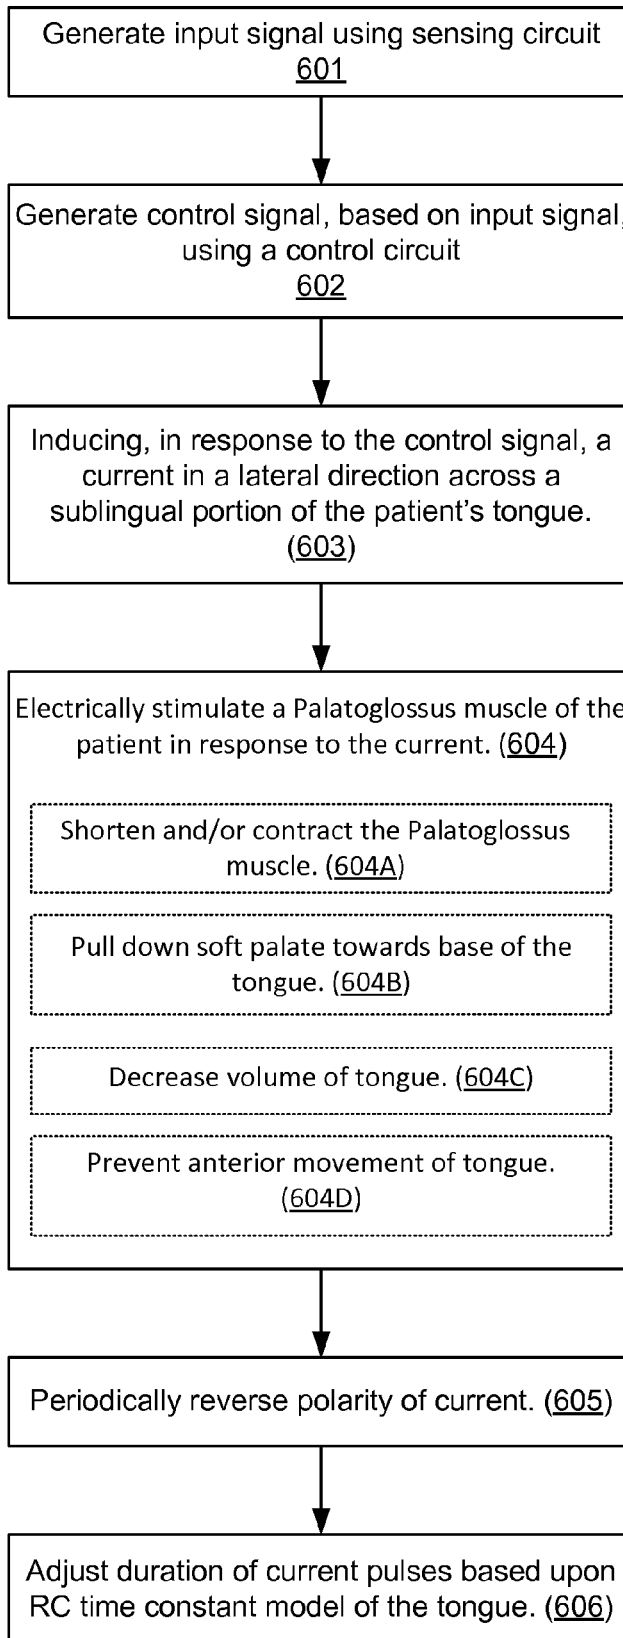 Generate input signal using sensing circuit
601
Generate control signal, based on input signal,
using a control circuit
602
Inducing, in response to the control signal, a
current in a lateral direction across a
sublingual portion of the patient's tongue.
(603)
Electrically stimulate a Palatoglossus muscle of the
patient in response to the current. (604)
Shorten and/or contract the Palatoglossus
muscle. (604A)
Pull down soft palate towards base of the
tongue. (604B)
Decrease volume of tongue. (604C)
Prevent anterior movement of tongue.
(604D)
Periodically reverse polarity of current. (605)
Adjust duration of current pulses based upon
RC time constant model of the tongue. (606)